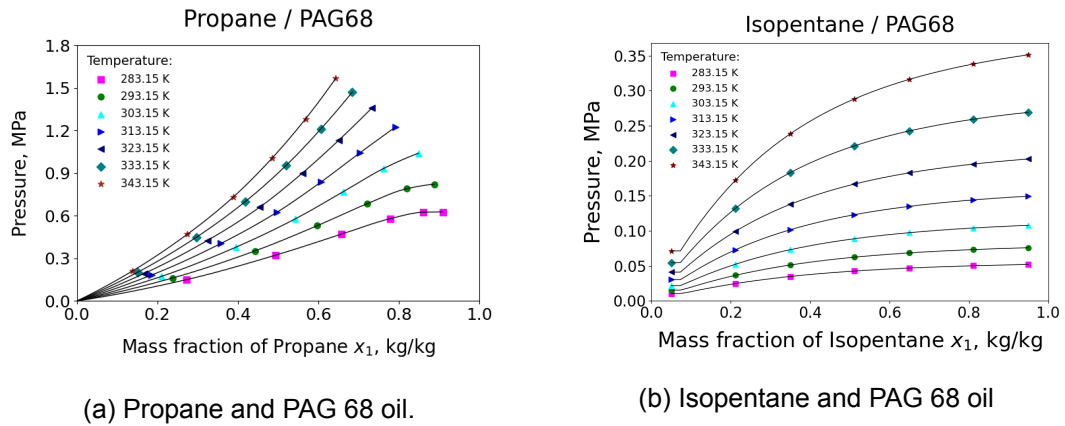 Propane / PAG68
1.8
1.5
1.2
0.9
0.6
0.3
0.0
Pressure, MPa
Temperature:
283.15 K
293.15 K
303.15 K
313.15 K
323.15 K
333.15 K
343.15 K
0.0 0.2 0.4 0.6 0.8 1.0
Mass fraction of Propane x₁, kg/kg
(a) Propane and PAG 68 oil.
Isopentane / PAG68
0.35
0.30
0.25
0.20
0.15
0.10
0.05
0.00
Pressure, MPa
Temperature:
283.15 K
293.15 K
303.15 K
313.15 K
323.15 K
333.15 K
343.15 K
0.0 0.2 0.4 0.6 0.8 1.0
Mass fraction of Isopentane x₁, kg/kg
(b) Isopentane and PAG 68 oil